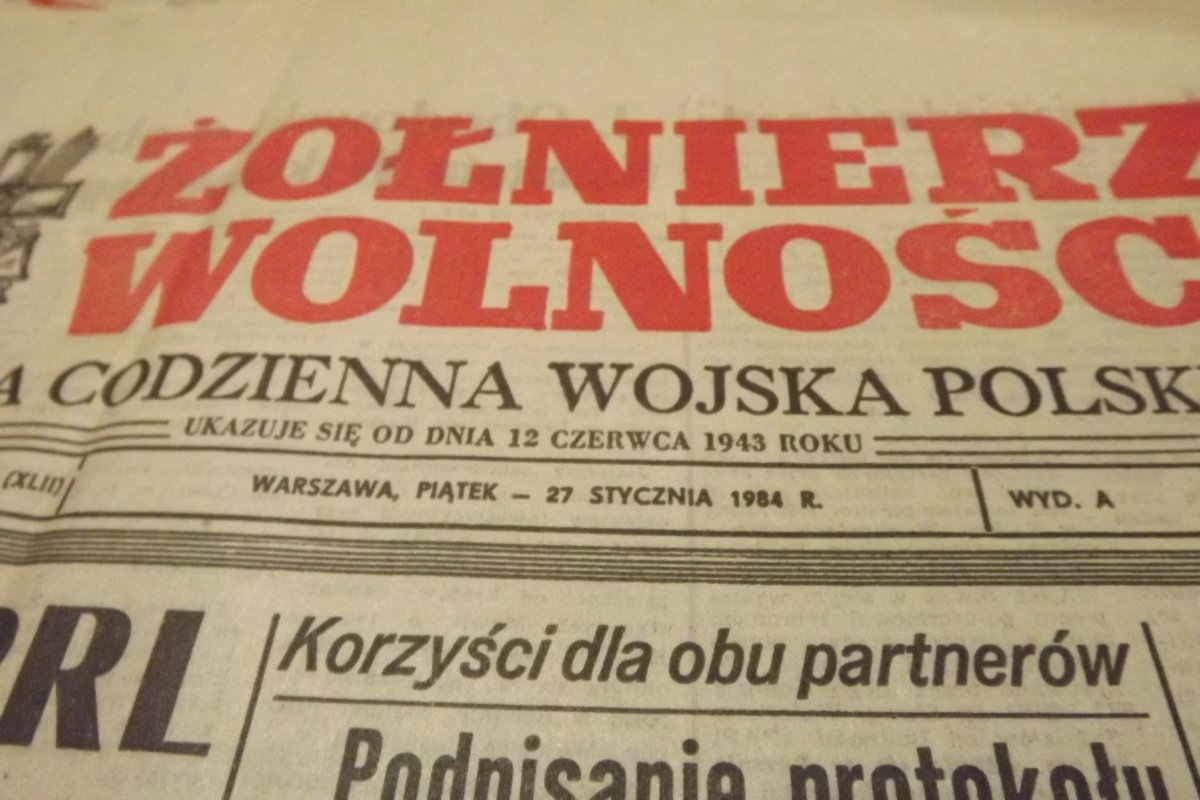 ŻOŁNIERZ
WOLNOŚC
A CODZIENNA WOJSKA POLSK
UKAZUJE SIĘ OD DNIA 12 CZERWCA 1943 ROKU
(XLII)
WARSZAWA, PIĄTEK – 27 STYCZNIA 1984 R.
WYD. A
PRL
Korzyści dla obu partnerów
Podpisanie protokołu